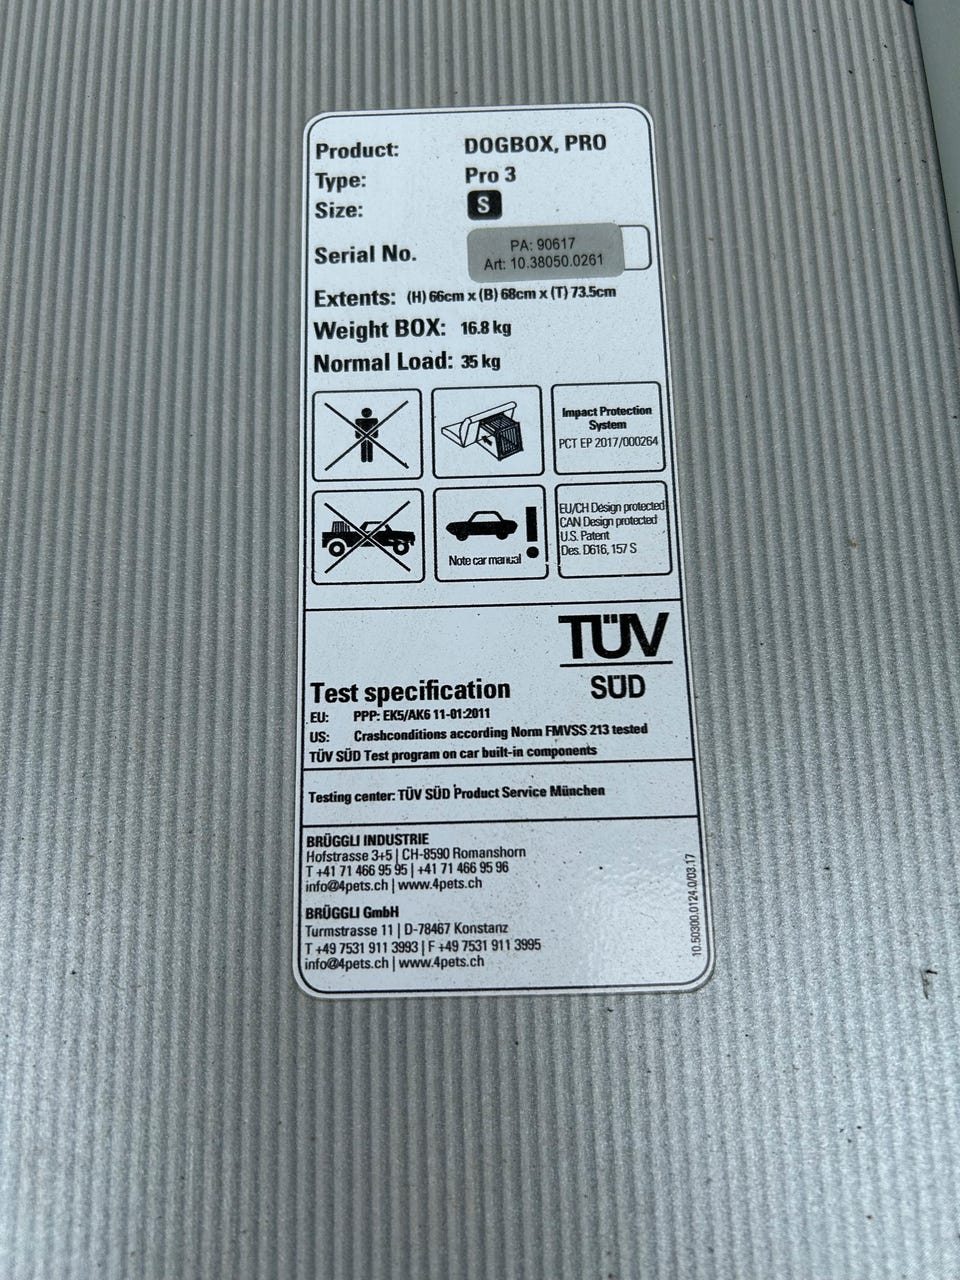 Product: DOGBOX, PRO
Type: Pro 3
Size: S
Serial No. PA: 90617
Art: 10.38050.0261
Extents: (H) 66cm x (B) 68cm x (T) 73.5cm
Weight BOX: 16.8 kg
Normal Load: 35 kg
Impact Protection
System
PCT EP 2017/000264
Note car manual
EU/CH Design protected
CAN Design protected
U.S. Patent
Des. D616, 157 S
TÜV
SÜD
Test specification
EU: PPP: EK5/AK6 11-01:2011
US: Crashconditions according Norm FMVSS 213 tested
TÜV SÜD Test program on car built-in components
Testing center: TÜV SÜD Product Service München
BRÜGGLI INDUSTRIE
Hofstrasse 3+5 | CH-8590 Romanshorn
T +41 71 466 95 95 | +41 71 466 95 96
info@4pets.ch | www.4pets.ch
BRÜGGLI GmbH
Turmstrasse 11 | D-78467 Konstanz
T +49 7531 911 3993 | F +49 7531 911 3995
info@4pets.ch | www.4pets.ch
10.50300.0124.0/03.17